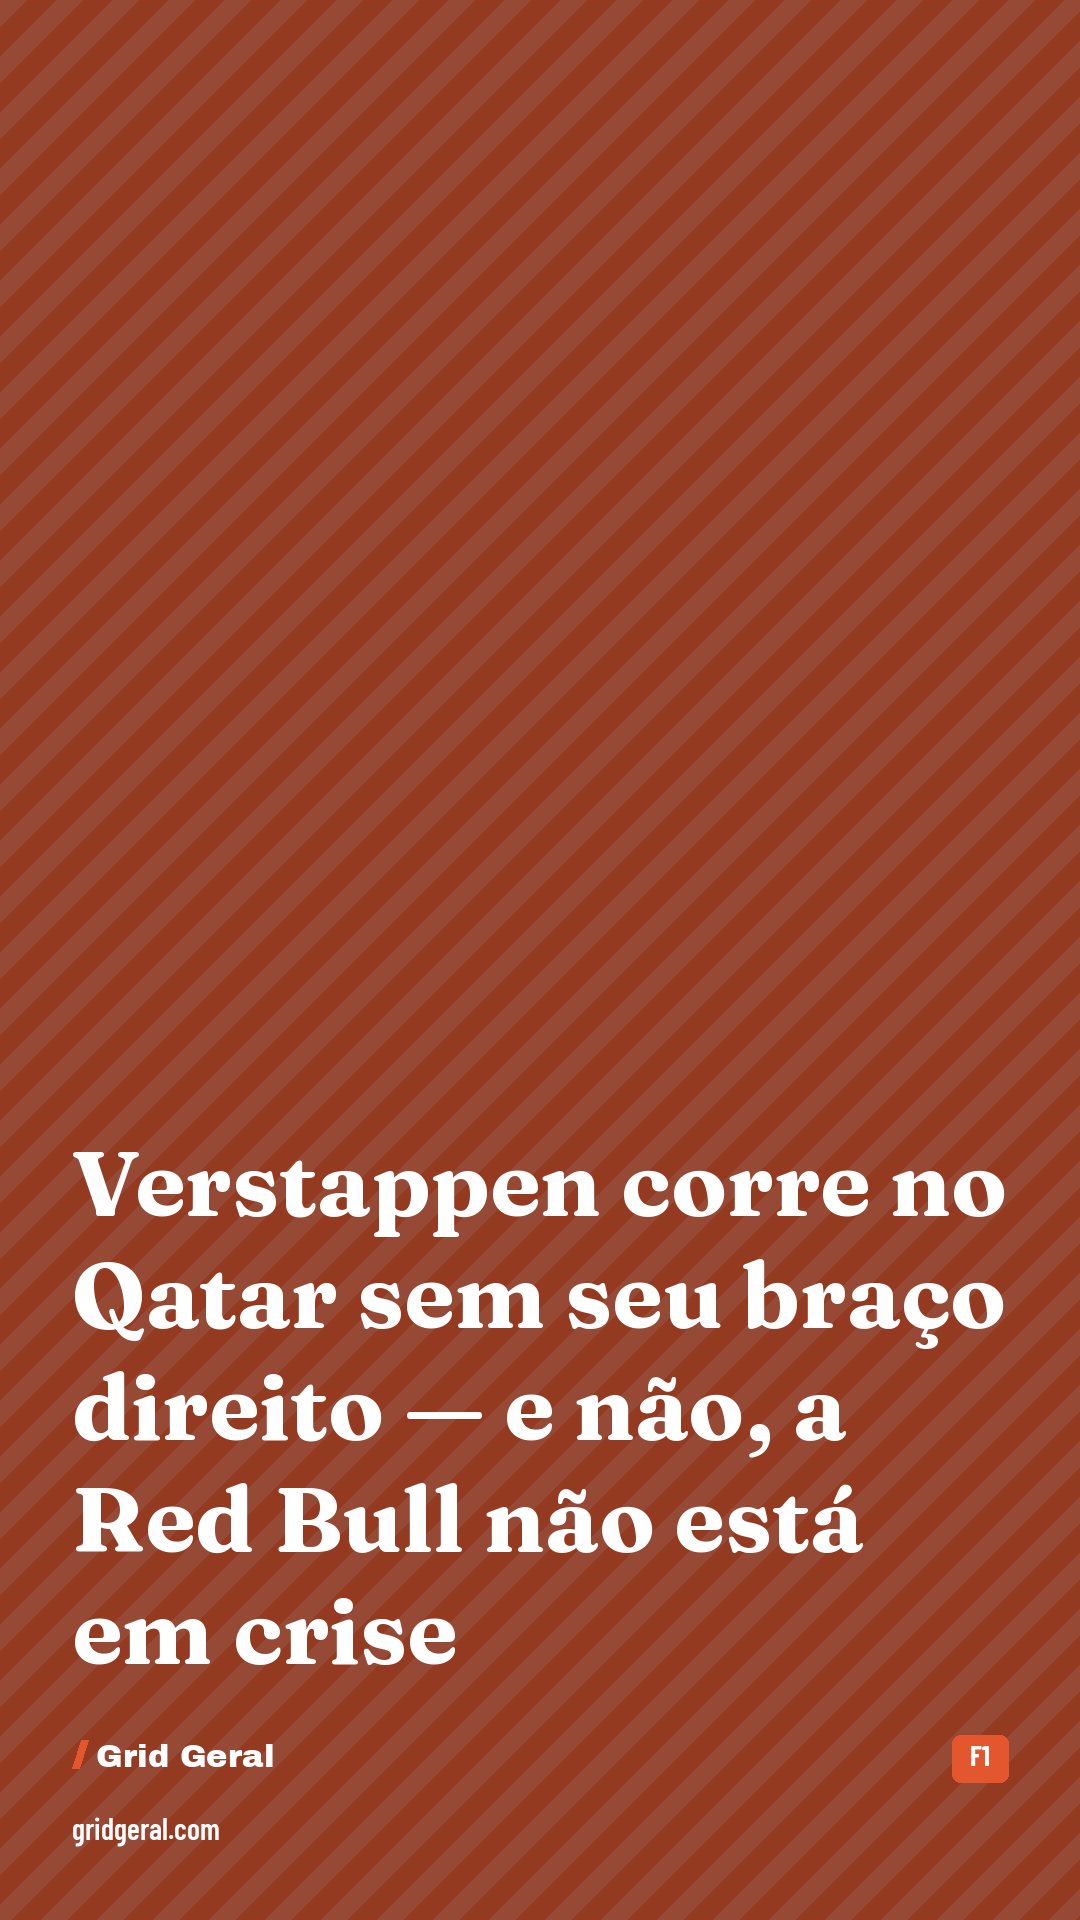 Verstappen corre no
Qatar sem seu braço
direito — e não, a
Red Bull não está
em crise
Grid Geral
F1
gridgeral.com